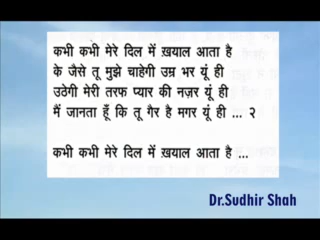 कभी कभी मेरे दिल में ख़याल आता है
के जैसे तू मुझे चाहेगी उम्र भर यूं ही
उठेगी मेरी तरफ प्यार की नज़र यूं ही
मैं जानता हूँ कि तू गैर है मगर यूं ही ... २
कभी कभी मेरे दिल में ख़याल आता है ...
Dr.Sudhir Shah